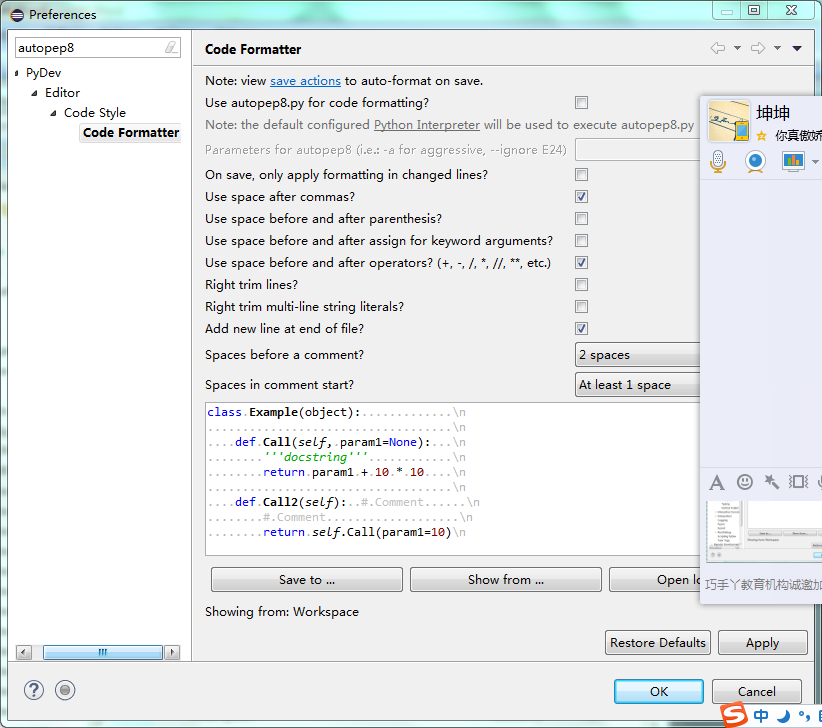 Preferences
autopep8
PyDev
Editor
Code Style
Code Formatter
Code Formatter
Note: view save actions to auto-format on save.
Use autopep8.py for code formatting?
Note: the default configured Python Interpreter will be used to execute autopep8.py
Parameters for autopep8 (i.e.: -a for aggressive, --ignore E24)
On save, only apply formatting in changed lines?
Use space after commas?
Use space before and after parenthesis?
Use space before and after assign for keyword arguments?
Use space before and after operators? (+, -, /, *, //, **, etc.)
Right trim lines?
Right trim multi-line string literals?
Add new line at end of file?
Spaces before a comment?
2 spaces
Spaces in comment start?
At least 1 space
class.Example(object):.............\n
...................................\n
....def.Call(self,.param1=None):...\n
........'''docstring'''............\n
........return.param1.+.10.*.10....\n
...................................\n
....def.Call2(self):..#.Comment......\n
........#.Comment...................\n
........return.self.Call(param1=10)\n
Save to ...
Show from ...
Open lo
Showing from: Workspace
Restore Defaults
Apply
OK
Cancel
坤坤
你真傲娇
巧手丫教育机构诚邀加
S
中